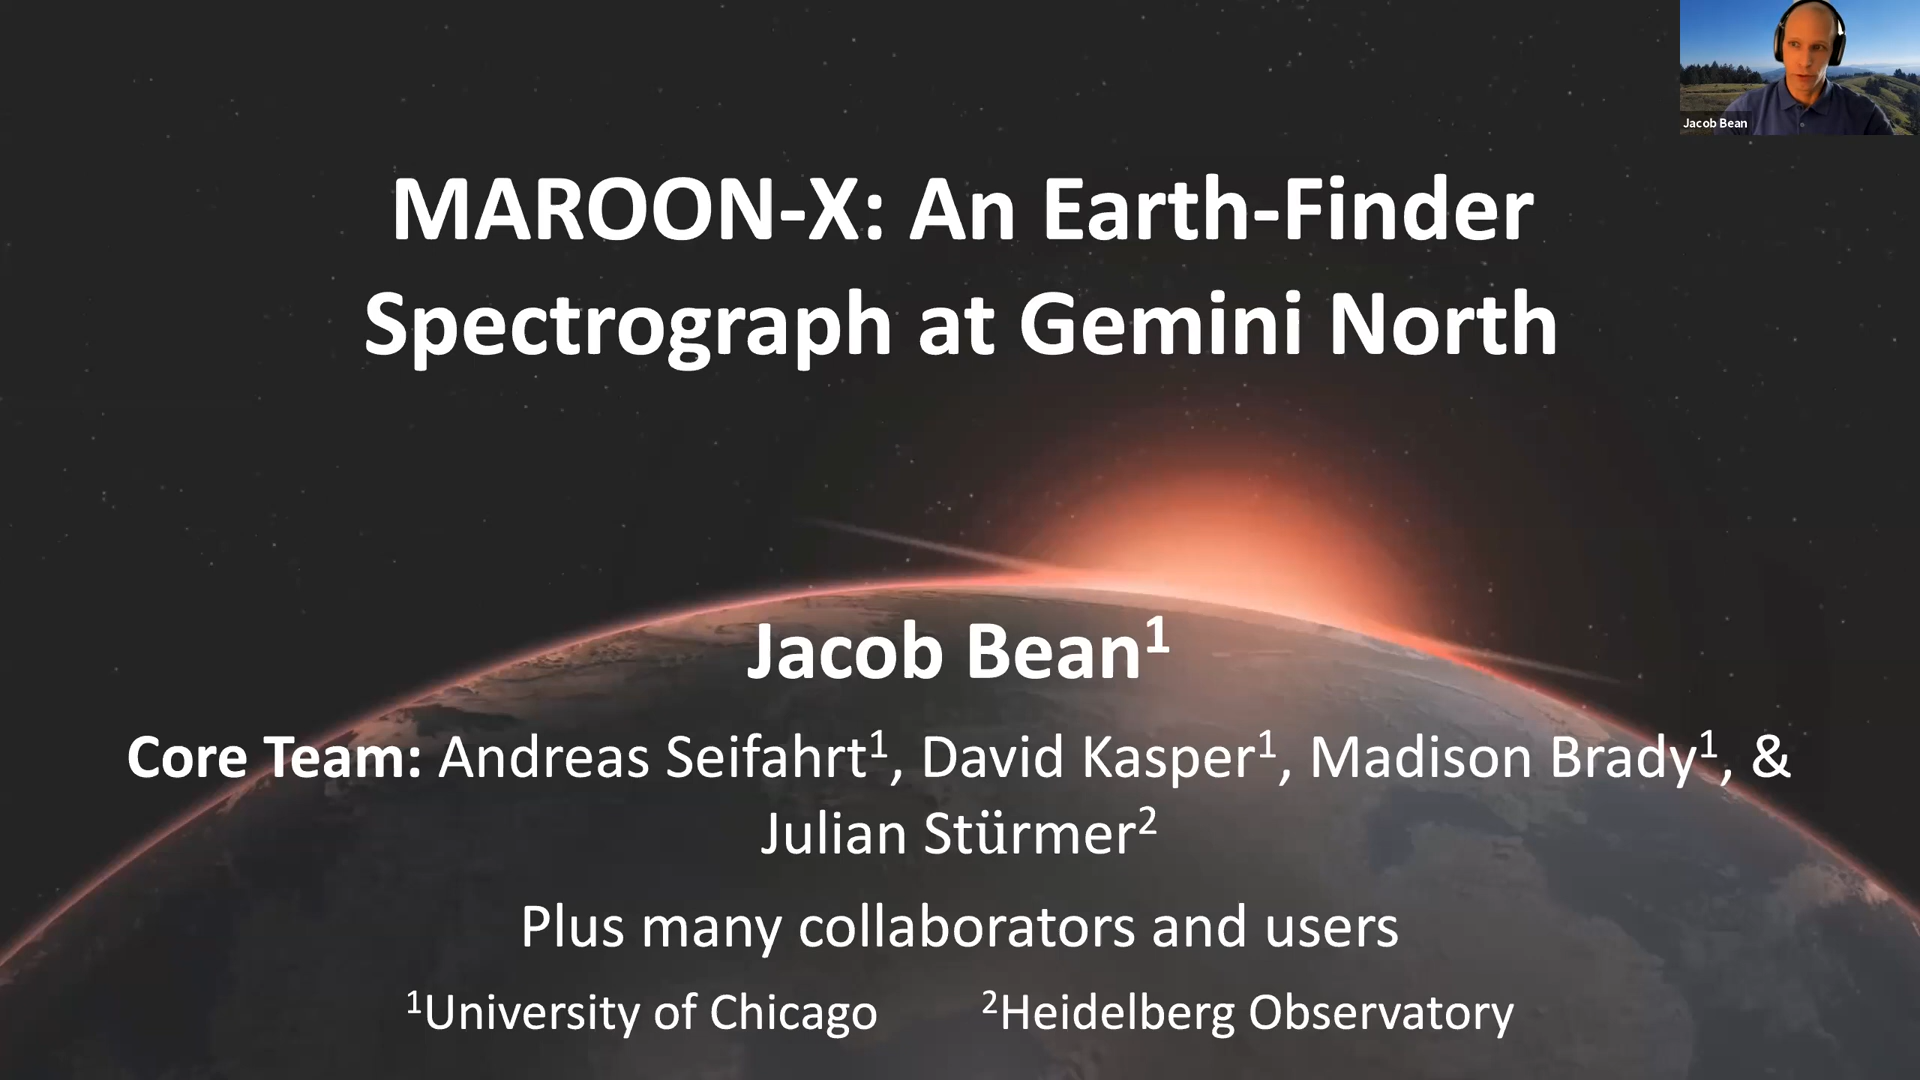 Jacob Bean
MAROON-X: An Earth-Finder
Spectrograph at Gemini North
Jacob Bean¹
Core Team: Andreas Seifahrt¹, David Kasper¹, Madison Brady¹, &
Julian Stürmer²
Plus many collaborators and users
¹University of Chicago ²Heidelberg Observatory